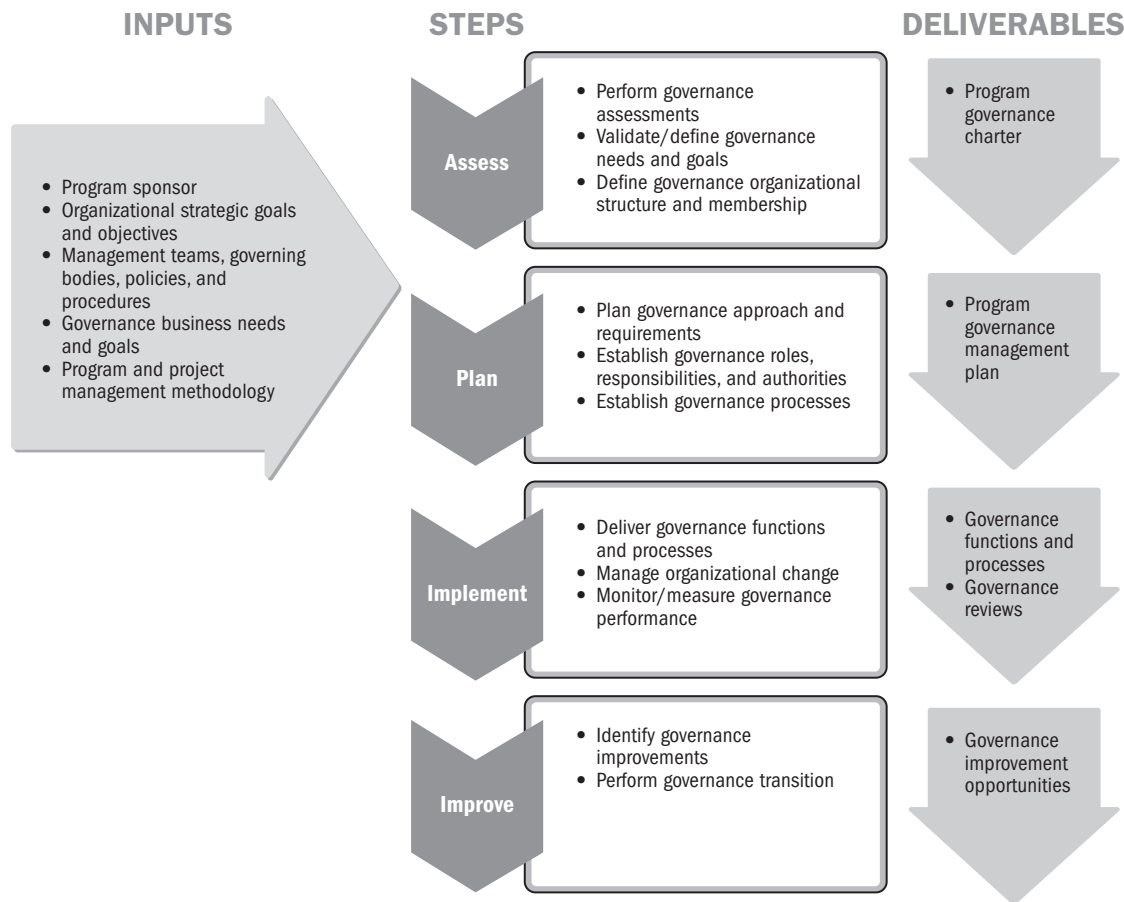 INPUTS
STEPS
DELIVERABLES
• Program sponsor
• Organizational strategic goals
and objectives
• Management teams, governing
bodies, policies, and
procedures
• Governance business needs
and goals
• Program and project
management methodology
Assess
• Perform governance
assessments
• Validate/define governance
needs and goals
• Define governance organizational
structure and membership
• Program
governance
charter
Plan
• Plan governance approach and
requirements
• Establish governance roles,
responsibilities, and authorities
• Establish governance processes
• Program
governance
management
plan
Implement
• Deliver governance functions
and processes
• Manage organizational change
• Monitor/measure governance
performance
• Governance
functions and
processes
• Governance
reviews
Improve
• Identify governance
improvements
• Perform governance transition
• Governance
improvement
opportunities